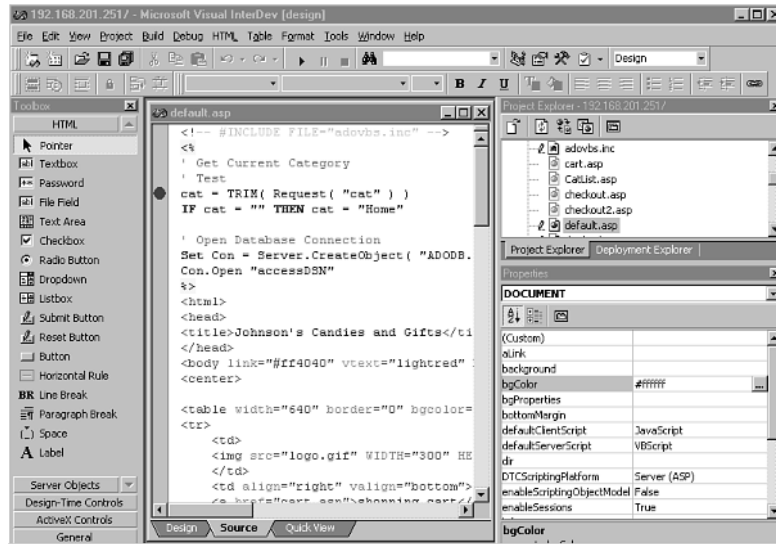 192.168.201.251/ - Microsoft Visual InterDev [design]
File Edit View Project Build Debug HTML Table Format Tools Window Help
Design
B I U
Toolbox
HTML
Pointer
Textbox
Password
File Field
Text Area
Checkbox
Radio Button
Dropdown
Listbox
Submit Button
Reset Button
Button
Horizontal Rule
BR Line Break
Paragraph Break
Space
A Label
Server Objects
Design-Time Controls
ActiveX Controls
General
default.asp
<!-- #INCLUDE FILE="adovbs.inc" -->
<%
' Get Current Category
' Test
cat = TRIM( Request( "cat" ) )
IF cat = "" THEN cat = "Home"
' Open Database Connection
Set Con = Server.CreateObject( "ADODB.
Con.Open "accessDSN"
%>
<html>
<head>
<title>Johnson's Candies and Gifts</ti
</head>
<body link="#ff4040" vtext="lightred"
<center>
<table width="640" border="0" bgcolor=
<tr>
<td>
<img src="logo.gif" WIDTH="300" HE
</td>
<td align="right" valign="bottom">
<a href="cart.asp">shopping cart</
Design Source Quick View
Project Explorer - 192.168.201.251/
adovbs.inc
cart.asp
CatList.asp
checkout.asp
checkout2.asp
default.asp
Project Explorer Deployment Explorer
Properties
DOCUMENT
(Custom)
aLink
background
bgColor #ffffff ...
bgProperties
bottomMargin
defaultClientScript JavaScript
defaultServerScript VBScript
dir
DTCScriptingPlatform Server (ASP)
enableScriptingObjectModel False
enableSessions True
bgColor